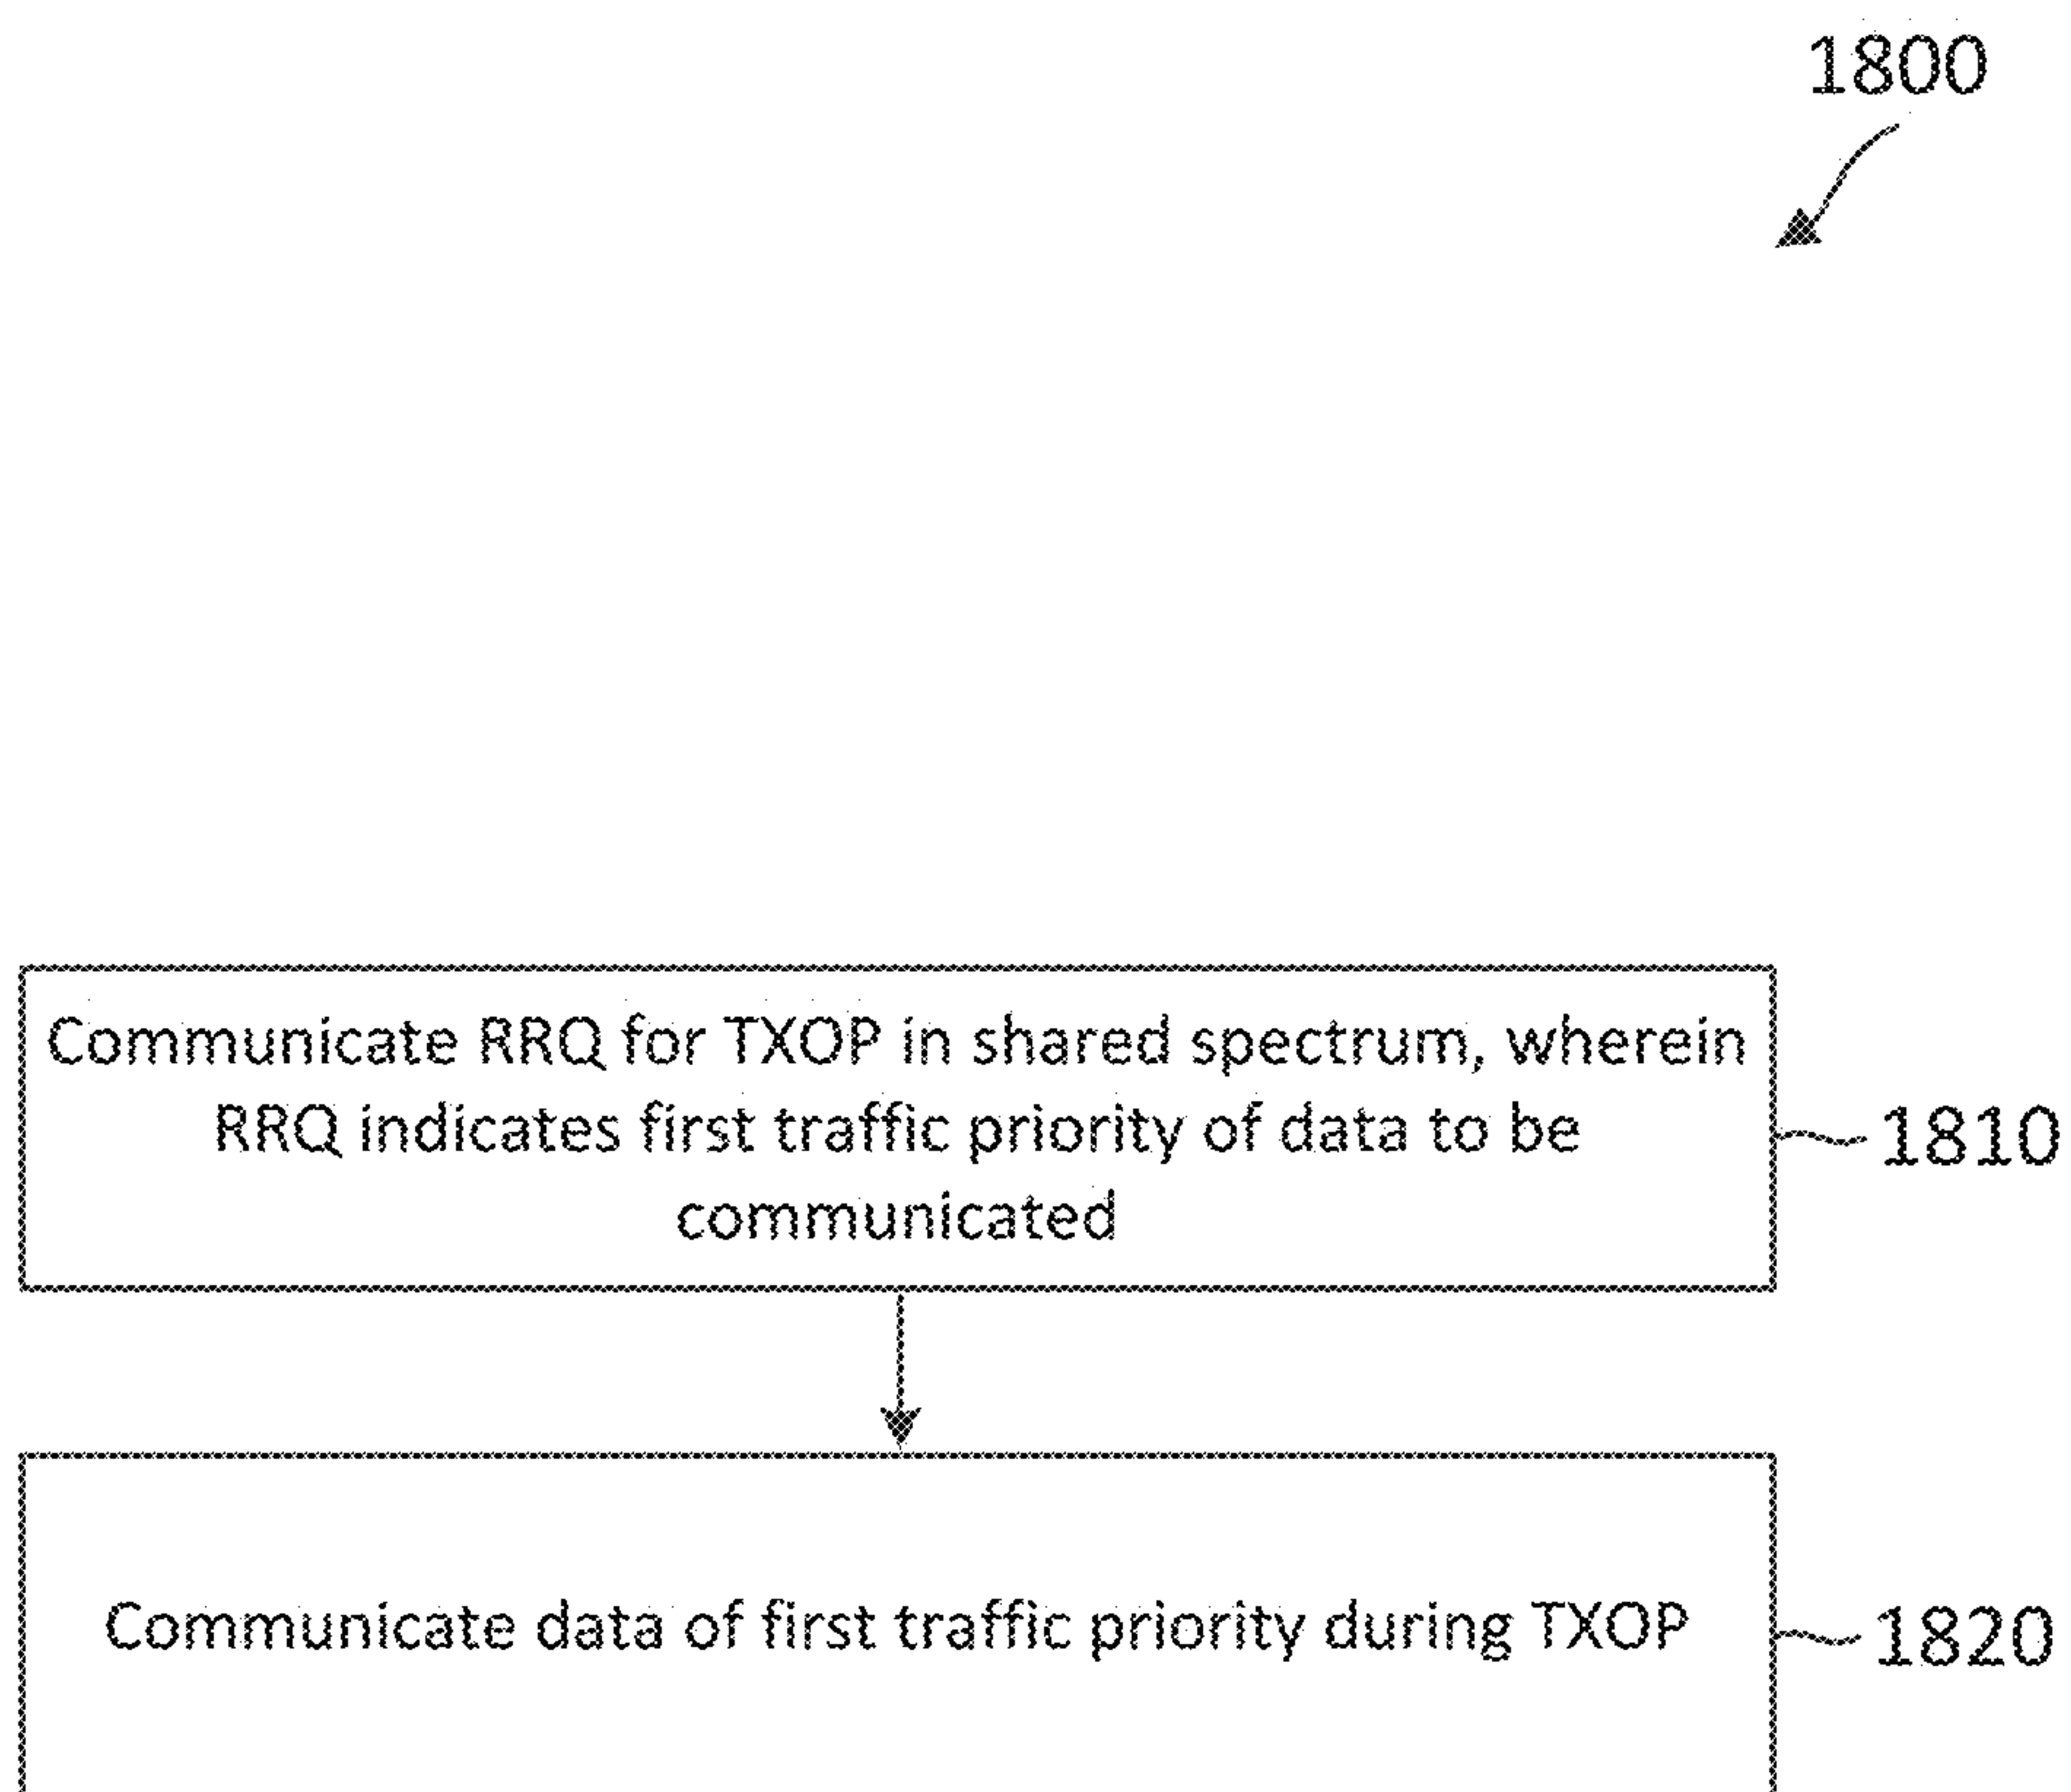 1800
Communicate RRQ for TXOP in shared spectrum, wherein
RRQ indicates first traffic priority of data to be
communicated
1810
Communicate data of first traffic priority during TXOP
1820